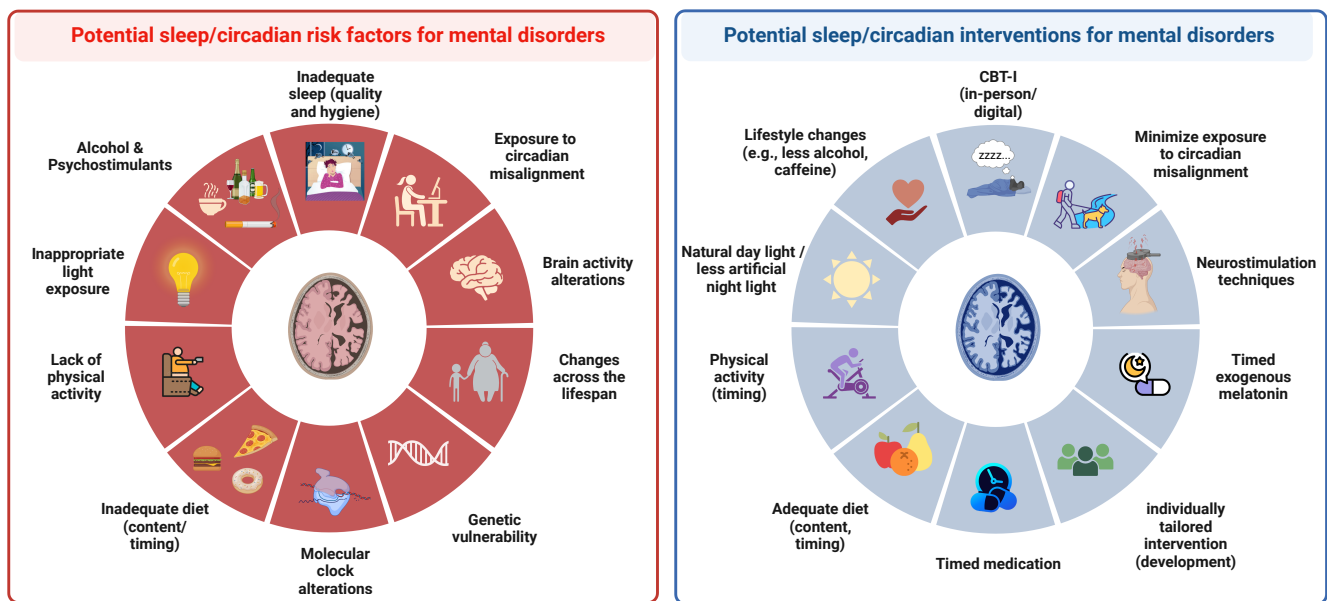 Potential sleep/circadian risk factors for mental disorders
Inadequate
sleep (quality
and hygiene)
Exposure to
circadian
misalignment
Brain activity
alterations
Changes
across the
lifespan
Genetic
vulnerability
Molecular
clock
alterations
Inadequate diet
(content/
timing)
Lack of
physical
activity
Inappropriate
light
exposure
Alcohol &
Psychostimulants
Potential sleep/circadian interventions for mental disorders
CBT-I
(in-person/
digital)
zzzz...
Minimize exposure
to circadian
misalignment
Neurostimulation
techniques
Timed
exogenous
melatonin
individually
tailored
intervention
(development)
Timed medication
Adequate diet
(content,
timing)
Physical
activity
(timing)
Natural day light /
less artificial
night light
Lifestyle changes
(e.g., less alcohol,
caffeine)